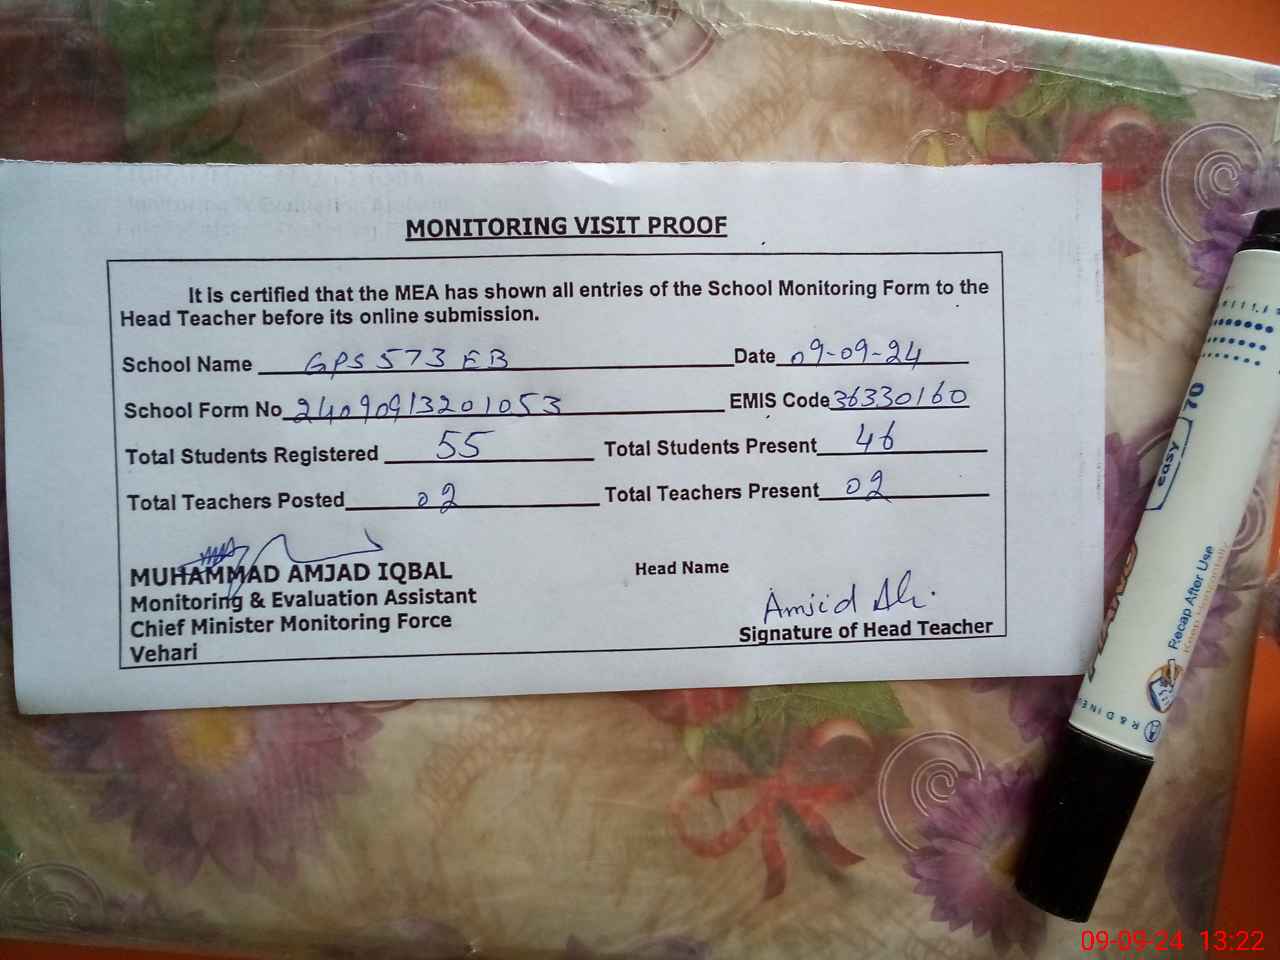 MONITORING VISIT PROOF
It is certified that the MEA has shown all entries of the School Monitoring Form to the
Head Teacher before its online submission.
School Name GPS 573 EB Date 09-09-24
School Form No 24090913201053 EMIS Code 36330160
Total Students Registered 55 Total Students Present 46
Total Teachers Posted 02 Total Teachers Present 02
MUHAMMAD AMJAD IQBAL
Monitoring & Evaluation Assistant
Chief Minister Monitoring Force
Vehari
Head Name
Amjid Ali
Signature of Head Teacher
easy 70
Recap After Use
Keep Horizontally
09-09-24 13:22